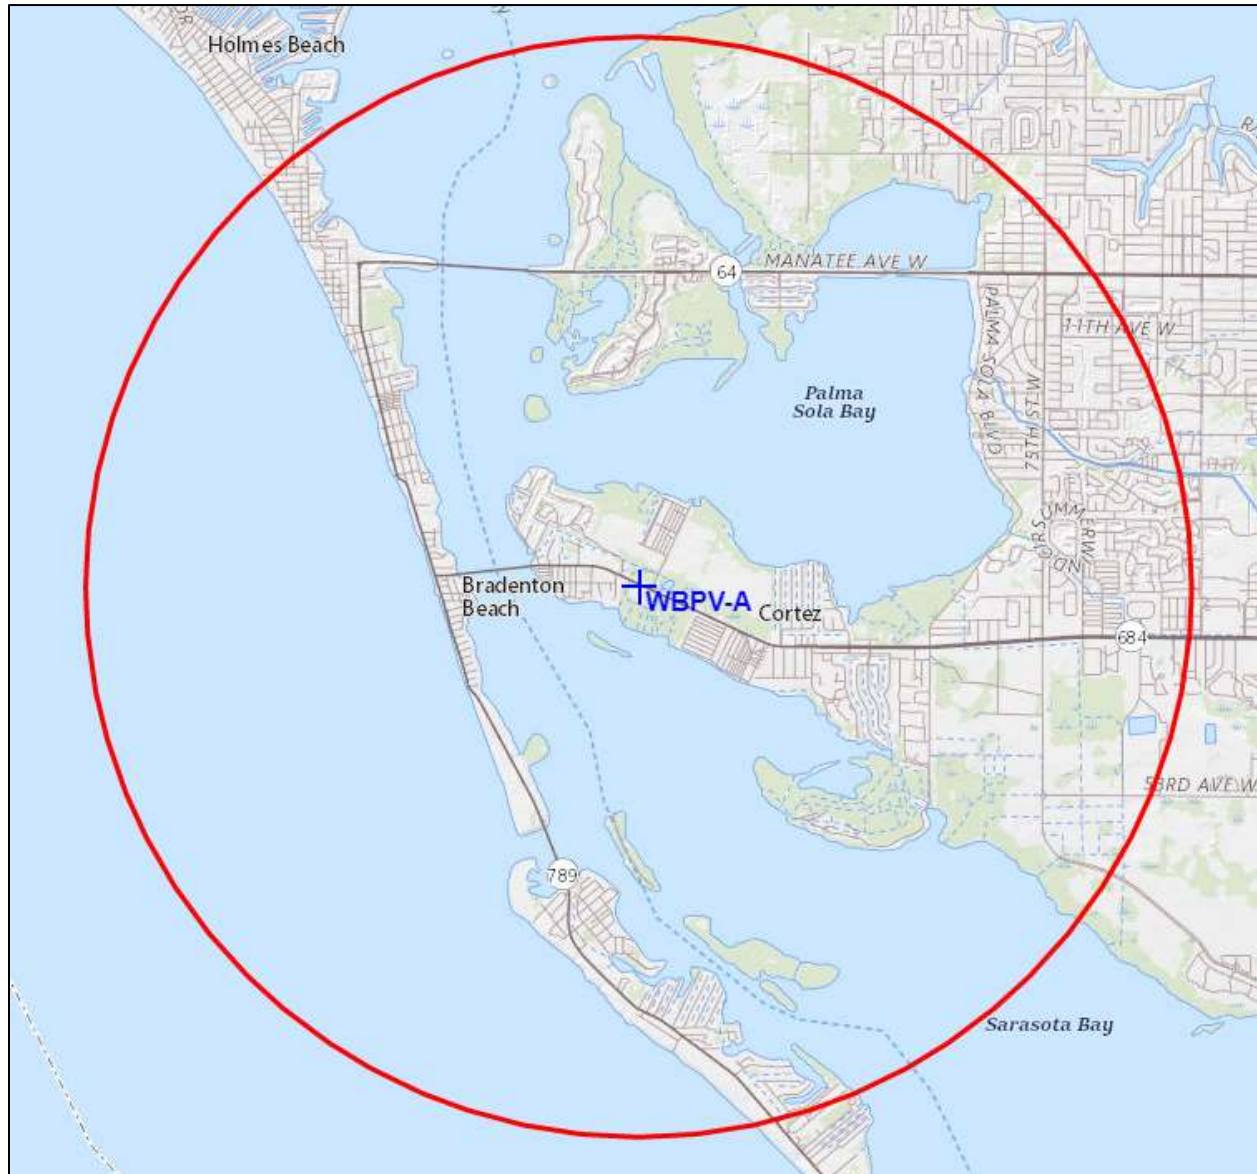 Holmes Beach
64
MANATEE AVE W
PALMA SOLA BLVD
11TH AVE W
75TH ST W
Palma
Sola Bay
SUMMERWINDS
Bradenton
Beach
WBPV-A
Cortez
684
53RD AVE W
789
Sarasota Bay